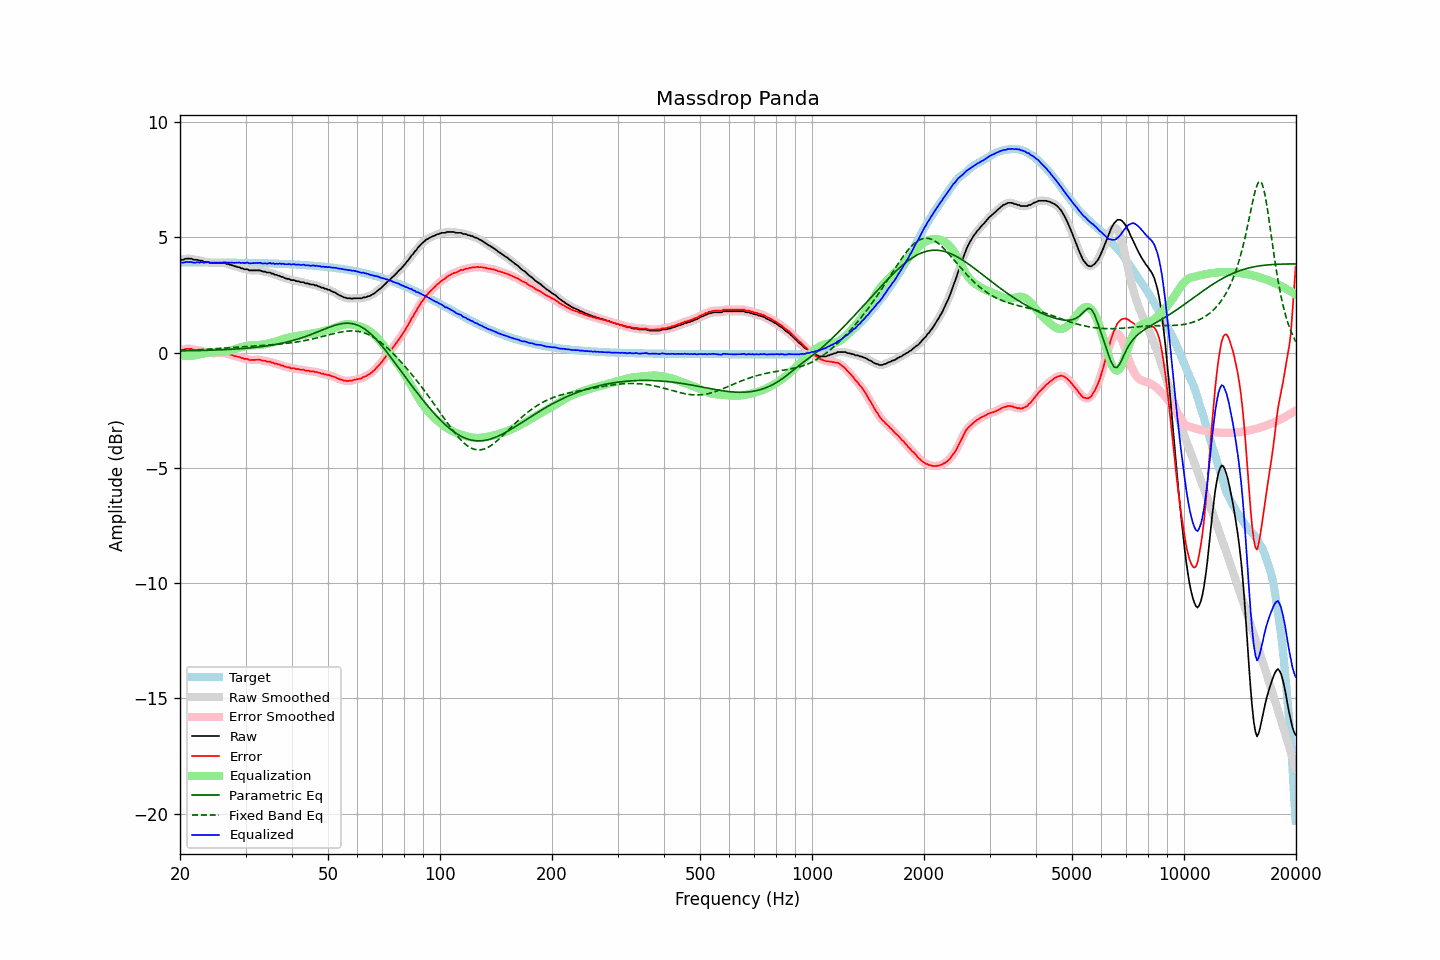 Massdrop Panda
Amplitude (dBr)
10
5
0
−5
−10
−15
−20
Target
Raw Smoothed
Error Smoothed
Raw
Error
Equalization
Parametric Eq
Fixed Band Eq
Equalized
20 50 100 200 500 1000 2000 5000 10000 20000
Frequency (Hz)